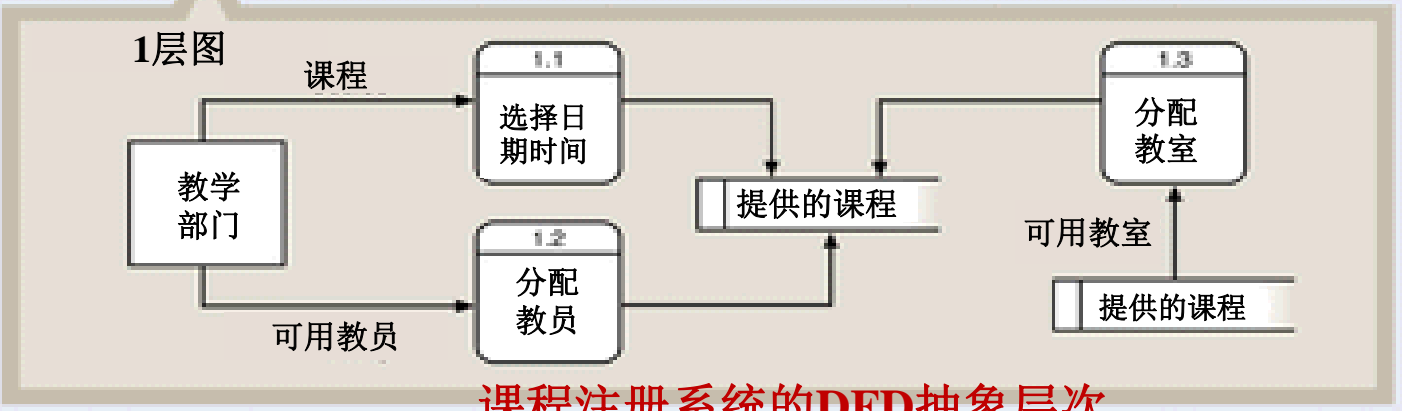 1层图
课程
1.1
选择日
期时间
1.3
分配
教室
教学
部门
提供的课程
1.2
分配
教员
可用教员
可用教室
提供的课程
课程注册系统的DFD抽象层次